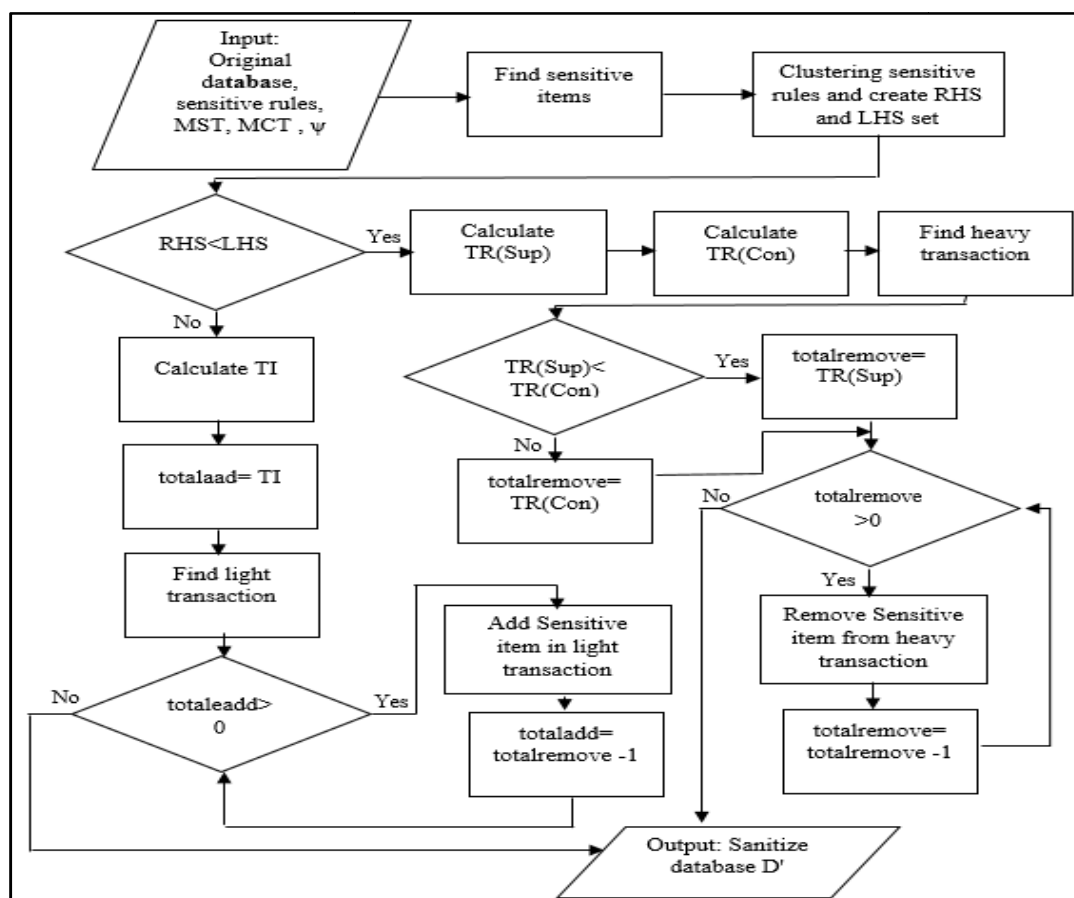 Input:
Original
database,
sensitive rules,
MST, MCT , ψ
Find sensitive
items
Clustering sensitive
rules and create RHS
and LHS set
RHS<LHS
Yes
Calculate
TR(Sup)
Calculate
TR(Con)
Find heavy
transaction
No
Calculate TI
TR(Sup)<
TR(Con)
Yes
totalremove=
TR(Sup)
totalaad= TI
No
totalremove=
TR(Con)
No
totalremove
>0
Find light
transaction
Yes
Add Sensitive
item in light
transaction
Remove Sensitive
item from heavy
transaction
No
totaleadd>
0
Yes
totaladd=
totalremove -1
totalremove=
totalremove -1
Output: Sanitize
database D'